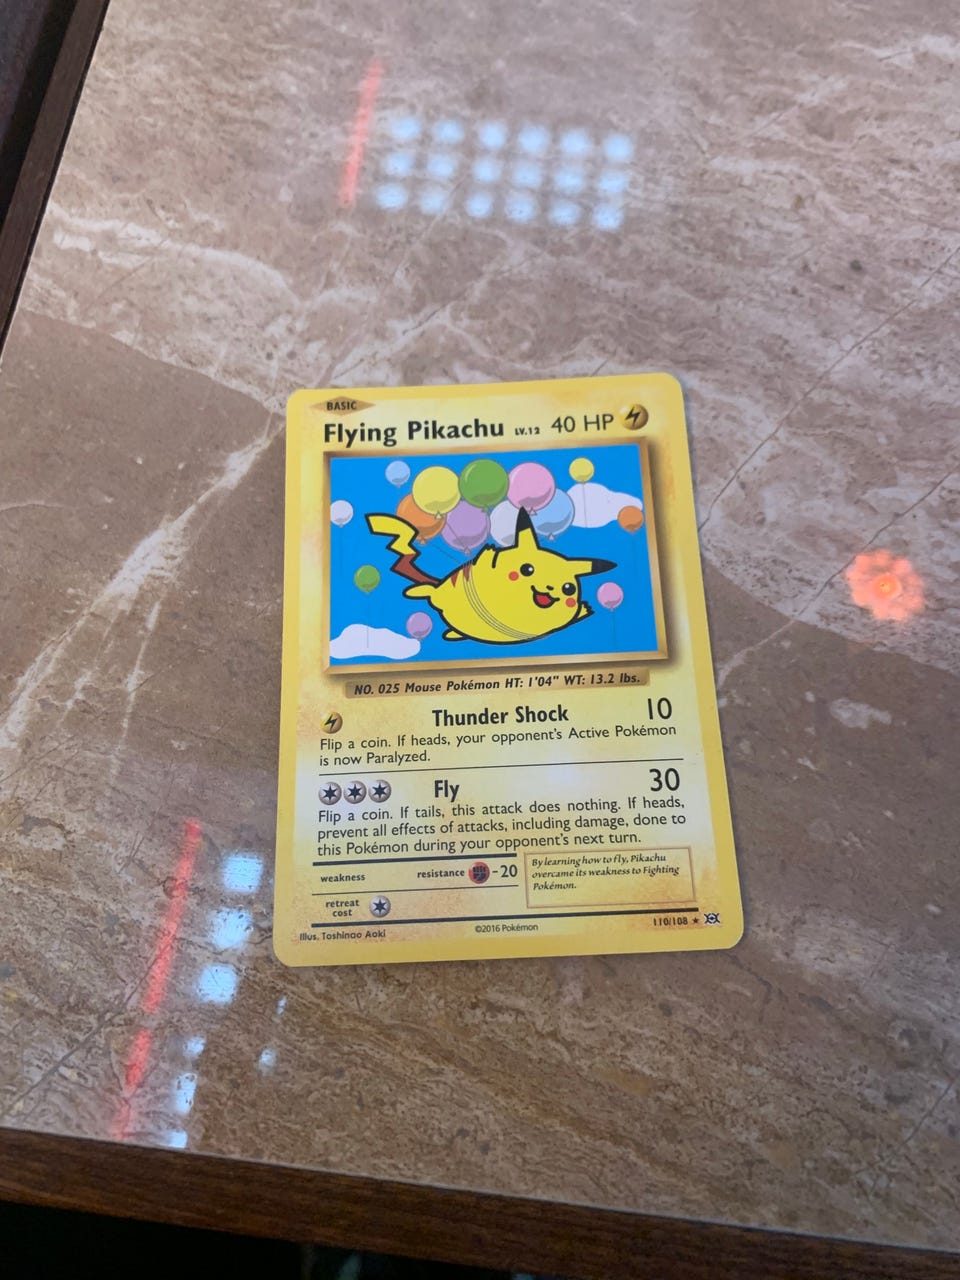 BASIC
Flying Pikachu LV.12 40 HP
NO. 025 Mouse Pokémon HT: 1'04" WT: 13.2 lbs.
Thunder Shock 10
Flip a coin. If heads, your opponent's Active Pokémon
is now Paralyzed.
Fly 30
Flip a coin. If tails, this attack does nothing. If heads,
prevent all effects of attacks, including damage, done to
this Pokémon during your opponent's next turn.
weakness resistance -20
By learning how to fly, Pikachu
overcame its weakness to Fighting
Pokémon.
retreat
cost
Illus. Toshinao Aoki ©2016 Pokémon 110/108 ★